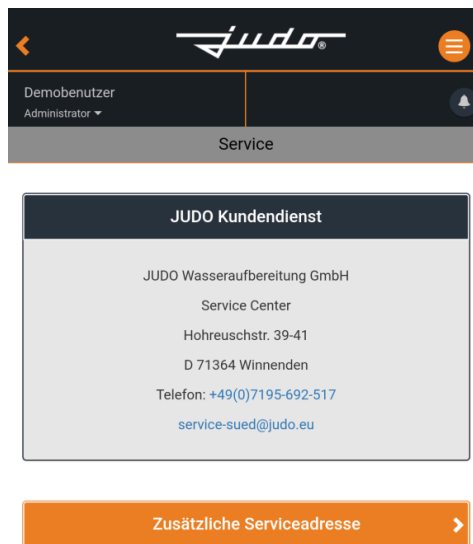 judo®
Demobenutzer
Administrator
Service
JUDO Kundendienst
JUDO Wasseraufbereitung GmbH
Service Center
Hohreuschstr. 39-41
D 71364 Winnenden
Telefon: +49(0)7195-692-517
service-sued@judo.eu
Zusätzliche Serviceadresse